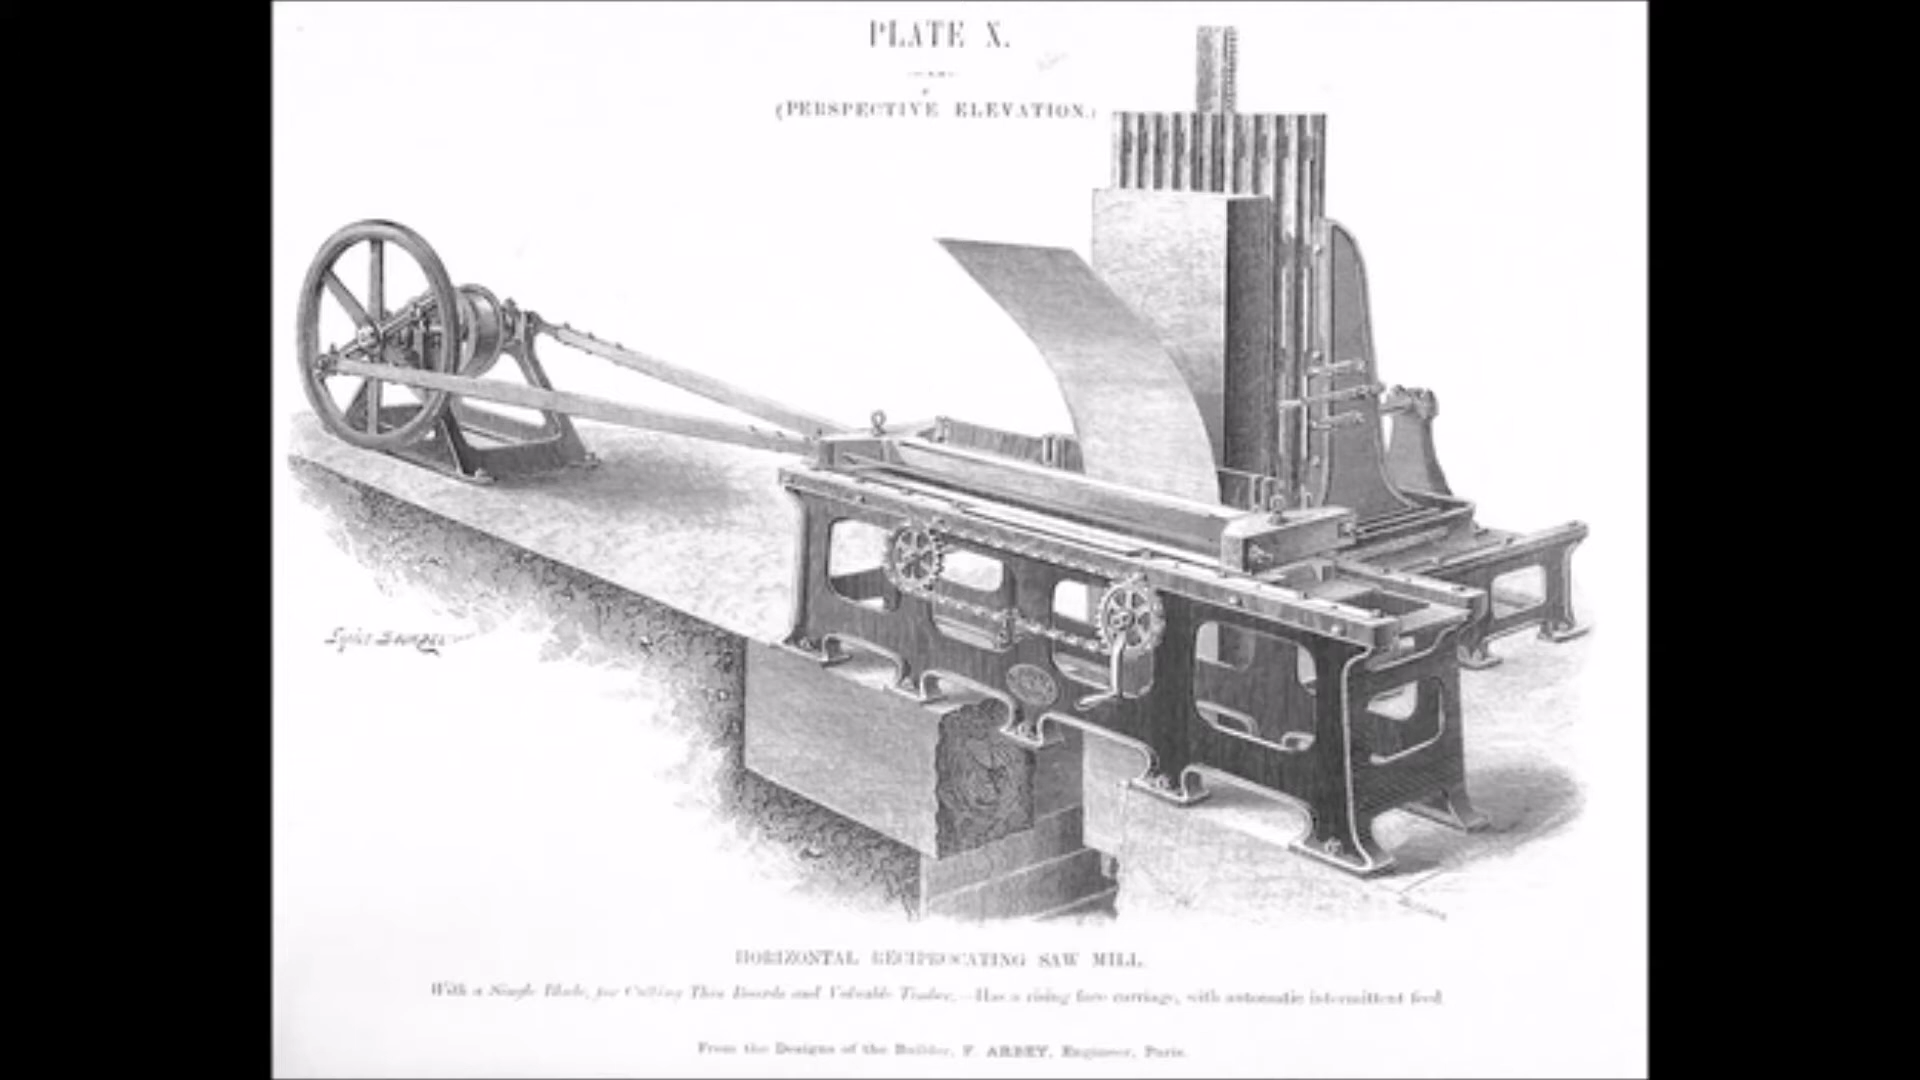 PLATE X.
(PERSPECTIVE ELEVATION.)
HORIZONTAL RECIPROCATING SAW MILL.
With a Single Blade, for Cutting Thin Boards and Valuable Timber,—Has a rising face carriage, with automatic intermittent feed
From the Designs of the Builder, F. ARBEY, Engineer, Paris.